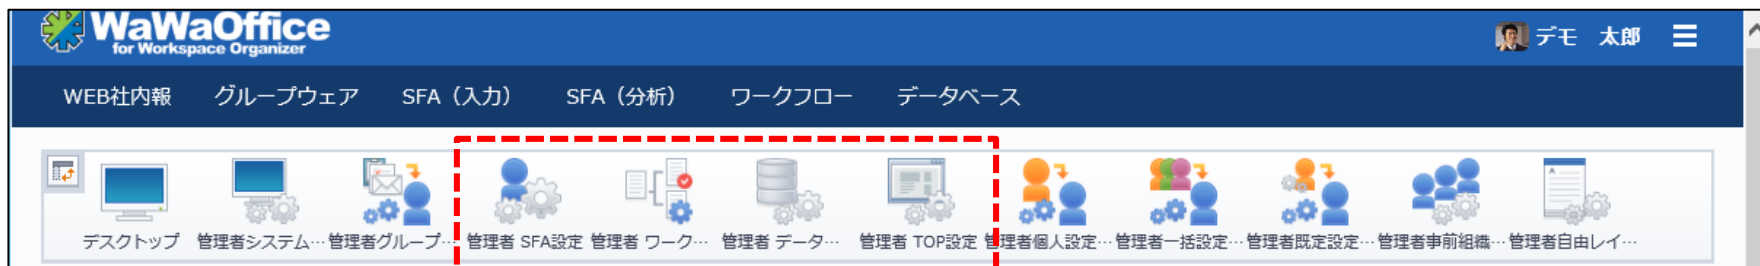 WaWaOffice
for Workspace Organizer
デモ 太郎
WEB社内報 グループウェア SFA（入力） SFA（分析） ワークフロー データベース
デスクトップ 管理者システム… 管理者グループ… 管理者 SFA設定 管理者 ワーク… 管理者 データ… 管理者 TOP設定 管理者個人設定… 管理者一括設定… 管理者既定設定… 管理者事前組織… 管理者自由レイ…